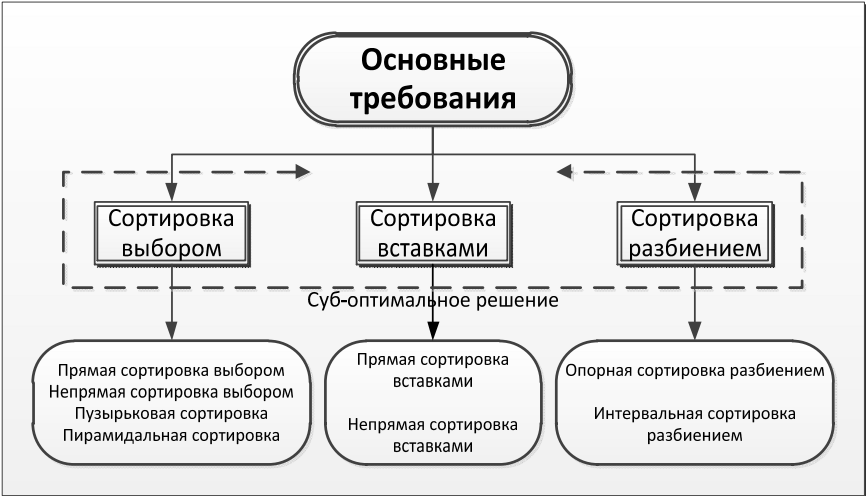 Основные
требования
Сортировка
выбором
Сортировка
вставками
Сортировка
разбиением
Суб-оптимальное решение
Прямая сортировка выбором
Непрямая сортировка выбором
Пузырьковая сортировка
Пирамидальная сортировка
Прямая сортировка
вставками
Непрямая сортировка
вставками
Опорная сортировка разбиением
Интервальная сортировка
разбиением